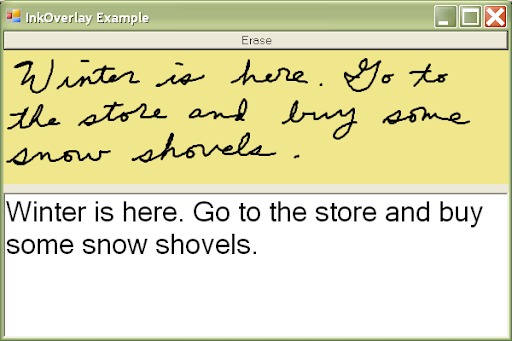 InkOverlay Example
Erase
Winter is here. Go to
the store and buy some
snow shovels.
Winter is here. Go to the store and buy
some snow shovels.